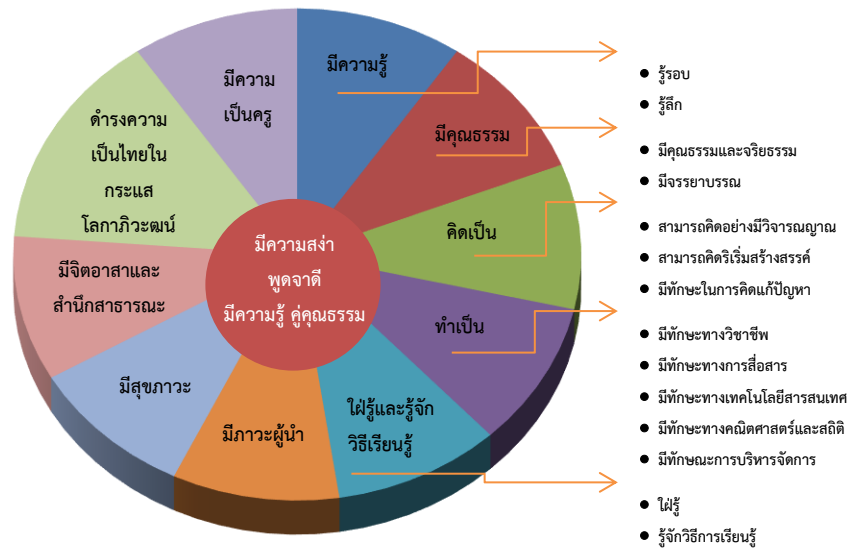 มีความรู้
มีคุณธรรม
คิดเป็น
ทำเป็น
ใฝ่รู้และรู้จัก
วิธีเรียนรู้
มีภาวะผู้นำ
มีสุขภาวะ
มีจิตอาสาและ
สำนึกสาธารณะ
ดำรงความ
เป็นไทยใน
กระแส
โลกาภิวะฒน์
มีความ
เป็นครู
มีความสง่า
พูดจาดี
มีความรู้ คู่คุณธรรม
● รู้รอบ
● รู้ลึก
● มีคุณธรรมและจริยธรรม
● มีจรรยาบรรณ
● สามารถคิดอย่างมีวิจารณญาณ
● สามารถคิดริเริ่มสร้างสรรค์
● มีทักษะในการคิดแก้ปัญหา
● มีทักษะทางวิชาชีพ
● มีทักษะทางการสื่อสาร
● มีทักษะทางเทคโนโลยีสารสนเทศ
● มีทักษะทางคณิตศาสตร์และสถิติ
● มีทักษณะการบริหารจัดการ
● ใฝ่รู้
● รู้จักวิธีการเรียนรู้